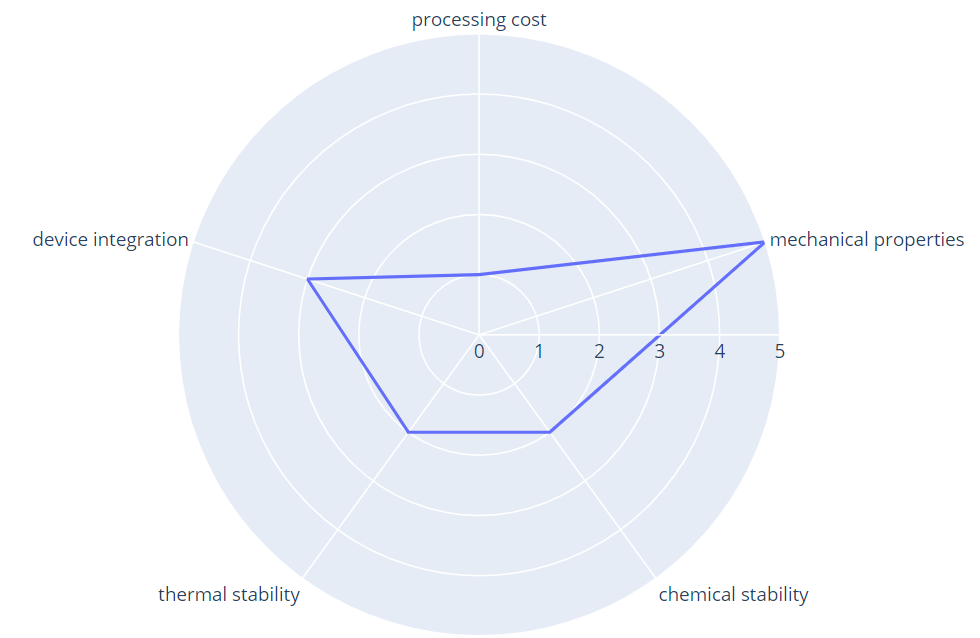 processing cost
device integration
mechanical properties
0 1 2 3 4 5
thermal stability
chemical stability